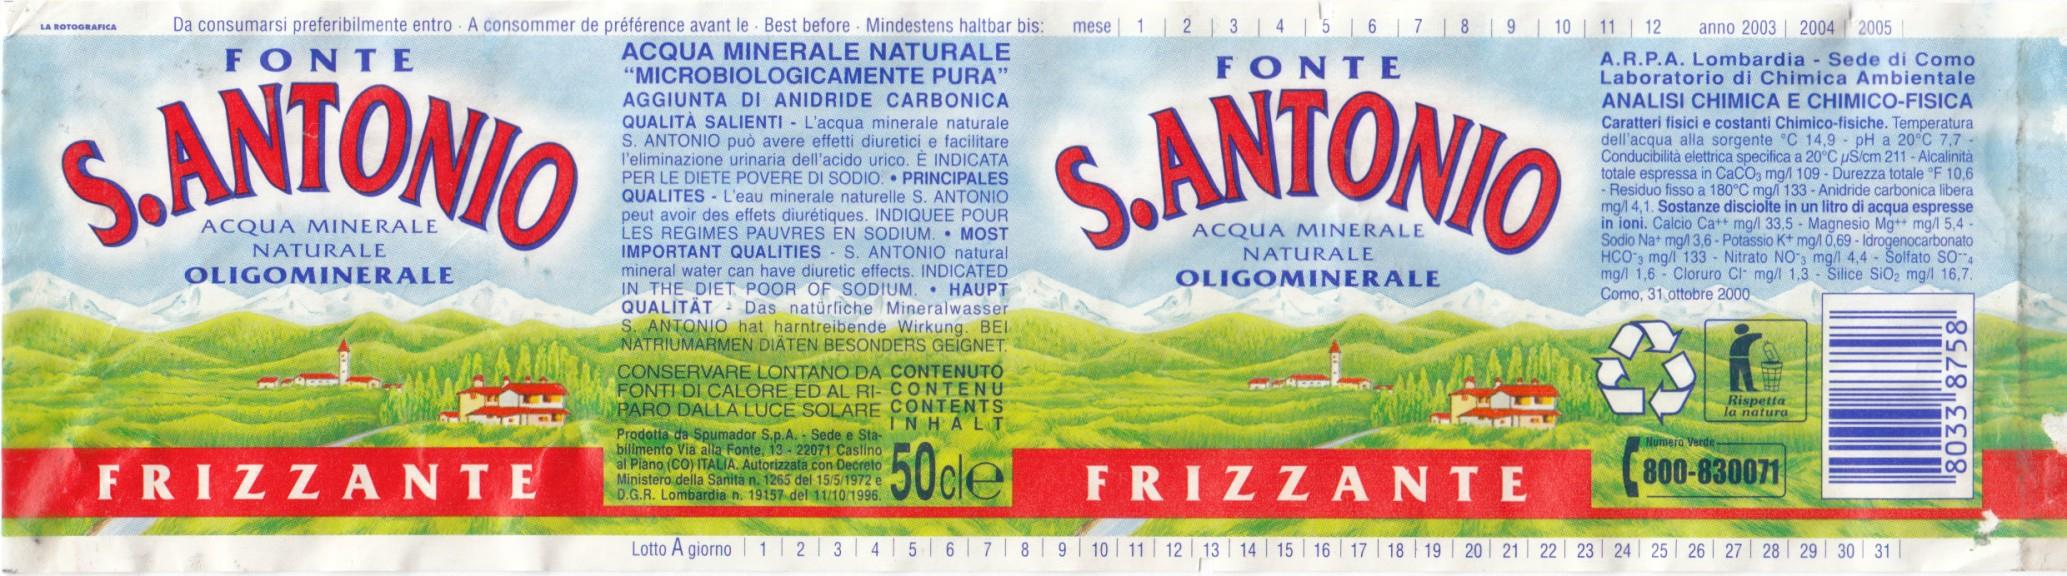 LA ROTOGRAFICA
Da consumarsi preferibilmente entro · A consommer de préférence avant le · Best before · Mindestens haltbar bis: mese | 1 | 2 | 3 | 4 | 5 | 6 | 7 | 8 | 9 | 10 | 11 | 12 anno 2003 | 2004 | 2005 |
FONTE
S.ANTONIO
ACQUA MINERALE
NATURALE
OLIGOMINERALE
FRIZZANTE
ACQUA MINERALE NATURALE
“MICROBIOLOGICAMENTE PURA”
AGGIUNTA DI ANIDRIDE CARBONICA
QUALITÀ SALIENTI - L'acqua minerale naturale
S. ANTONIO può avere effetti diuretici e facilitare
l'eliminazione urinaria dell'acido urico. È INDICATA
PER LE DIETE POVERE DI SODIO. • PRINCIPALES
QUALITES - L'eau minerale naturelle S. ANTONIO
peut avoir des effets diurétiques. INDIQUEE POUR
LES REGIMES PAUVRES EN SODIUM. • MOST
IMPORTANT QUALITIES - S. ANTONIO natural
mineral water can have diuretic effects. INDICATED
IN THE DIET POOR OF SODIUM. • HAUPT
QUALITÄT - Das natürliche Mineralwasser
S. ANTONIO hat harntreibende Wirkung. BEI
NATRIUMARMEN DIÄTEN BESONDERS GEIGNET.
CONSERVARE LONTANO DA
FONTI DI CALORE ED AL RI-
PARO DALLA LUCE SOLARE
CONTENUTO
CONTENU
CONTENTS
INHALT
Prodotta da Spumador S.p.A. - Sede e Sta-
bilimento Via alla Fonte, 13 - 22071 Caslino
al Piano (CO) ITALIA. Autorizzata con Decreto
Ministero della Sanità n. 1265 del 15/5/1972 e
D.G.R. Lombardia n. 19157 del 11/10/1996.
50cl e
FONTE
S.ANTONIO
ACQUA MINERALE
NATURALE
OLIGOMINERALE
FRIZZANTE
A.R.P.A. Lombardia - Sede di Como
Laboratorio di Chimica Ambientale
ANALISI CHIMICA E CHIMICO-FISICA
Caratteri fisici e costanti Chimico-fisiche. Temperatura
dell'acqua alla sorgente °C 14,9 - pH a 20°C 7,7 -
Conducibilità elettrica specifica a 20°C µS/cm 211 - Alcalinità
totale espressa in CaCO₃ mg/l 109 - Durezza totale °F 10,6
- Residuo fisso a 180°C mg/l 133 - Anidride carbonica libera
mg/l 4,1. Sostanze disciolte in un litro di acqua espresse
in ioni. Calcio Ca⁺⁺ mg/l 33,5 - Magnesio Mg⁺⁺ mg/l 5,4 -
Sodio Na⁺ mg/l 3,6 - Potassio K⁺ mg/l 0,69 - Idrogenocarbonato
HCO⁻₃ mg/l 133 - Nitrato NO⁻₃ mg/l 4,4 - Solfato SO⁻⁻₄
mg/l 1,6 - Cloruro Cl⁻ mg/l 1,3 - Silice SiO₂ mg/l 16,7.
Como, 31 ottobre 2000
Rispetta
la natura
Numero Verde
800-830071
8033 8758
Lotto A giorno | 1 | 2 | 3 | 4 | 5 | 6 | 7 | 8 | 9 | 10 | 11 | 12 | 13 | 14 | 15 | 16 | 17 | 18 | 19 | 20 | 21 | 22 | 23 | 24 | 25 | 26 | 27 | 28 | 29 | 30 | 31 |